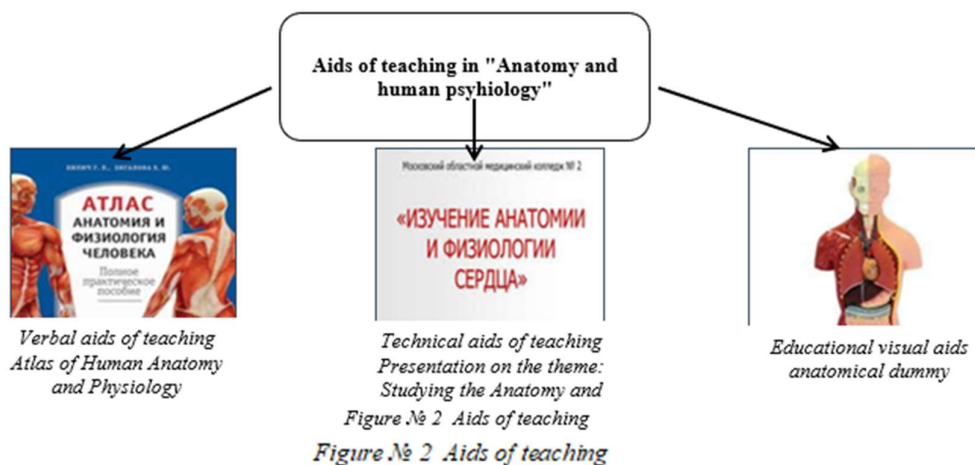 Aids of teaching in "Anatomy and
human psyhiology"
БИЛИЧ Г. Л., ЗИГАЛОВА Е. Ю.
АТЛАС
АНАТОМИЯ И
ФИЗИОЛОГИЯ
ЧЕЛОВЕКА
Полное
практическое
пособие
Verbal aids of teaching
Atlas of Human Anatomy
and Physiology
Московский областной медицинский колледж № 2
«ИЗУЧЕНИЕ АНАТОМИИ
И ФИЗИОЛОГИИ
СЕРДЦА»
Technical aids of teaching
Presentation on the theme:
Studying the Anatomy and
Figure № 2 Aids of teaching
Educational visual aids
anatomical dummy
Figure № 2 Aids of teaching